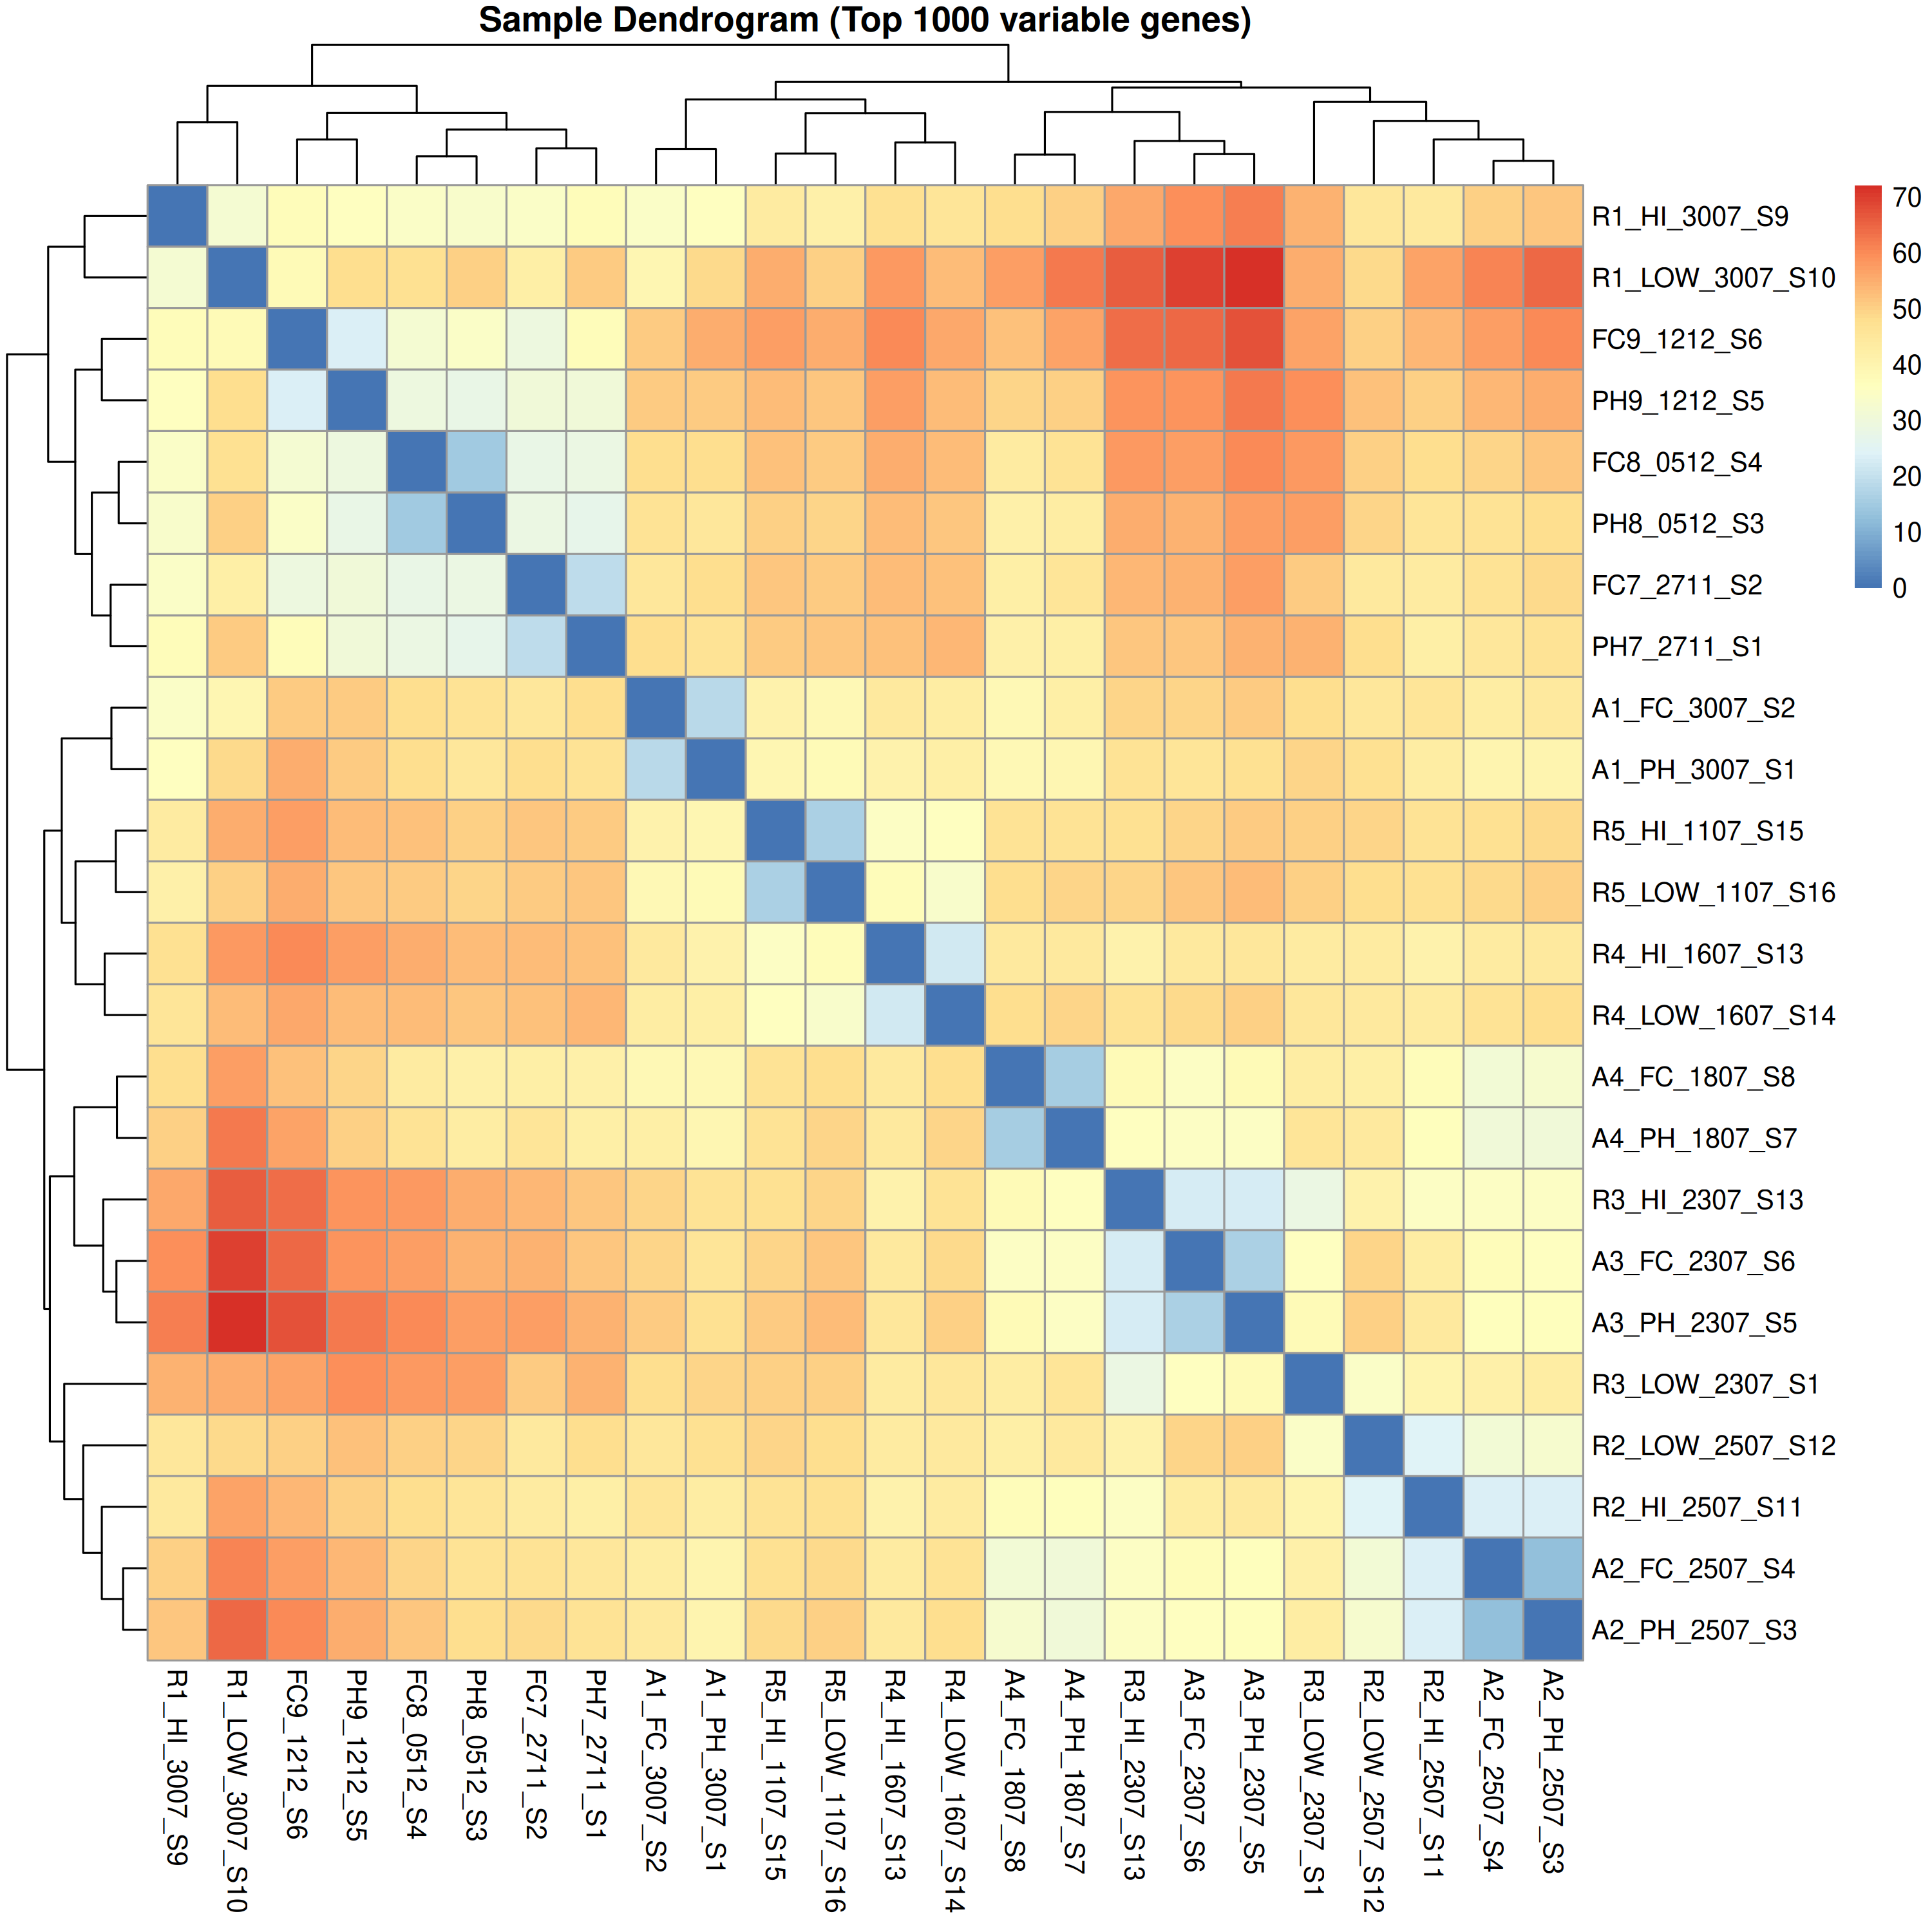 Sample Dendrogram (Top 1000 variable genes)
R1_HI_3007_S9
R1_LOW_3007_S10
FC9_1212_S6
PH9_1212_S5
FC8_0512_S4
PH8_0512_S3
FC7_2711_S2
PH7_2711_S1
A1_FC_3007_S2
A1_PH_3007_S1
R5_HI_1107_S15
R5_LOW_1107_S16
R4_HI_1607_S13
R4_LOW_1607_S14
A4_FC_1807_S8
A4_PH_1807_S7
R3_HI_2307_S13
A3_FC_2307_S6
A3_PH_2307_S5
R3_LOW_2307_S1
R2_LOW_2507_S12
R2_HI_2507_S11
A2_FC_2507_S4
A2_PH_2507_S3
70
60
50
40
30
20
10
0
R1_HI_3007_S9
R1_LOW_3007_S10
FC9_1212_S6
PH9_1212_S5
FC8_0512_S4
PH8_0512_S3
FC7_2711_S2
PH7_2711_S1
A1_FC_3007_S2
A1_PH_3007_S1
R5_HI_1107_S15
R5_LOW_1107_S16
R4_HI_1607_S13
R4_LOW_1607_S14
A4_FC_1807_S8
A4_PH_1807_S7
R3_HI_2307_S13
A3_FC_2307_S6
A3_PH_2307_S5
R3_LOW_2307_S1
R2_LOW_2507_S12
R2_HI_2507_S11
A2_FC_2507_S4
A2_PH_2507_S3